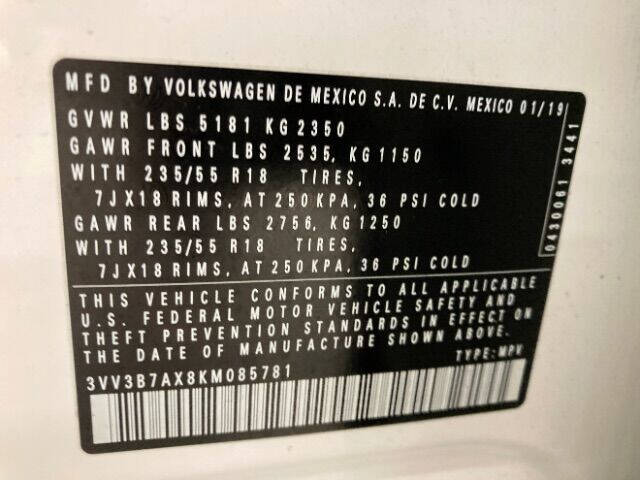 MFD BY VOLKSWAGEN DE MEXICO S.A. DE C.V. MEXICO 01/19
GVWR LBS 5181 KG 2350
GAWR FRONT LBS 2535, KG 1150
WITH 235/55 R18 TIRES,
7JX18 RIMS, AT 250 KPA, 36 PSI COLD
GAWR REAR LBS 2756, KG 1250
WITH 235/55 R18 TIRES,
7JX18 RIMS, AT 250 KPA, 36 PSI COLD
0430061 3441
THIS VEHICLE CONFORMS TO ALL APPLICABLE
U.S. FEDERAL MOTOR VEHICLE SAFETY AND
THEFT PREVENTION STANDARDS IN EFFECT ON
THE DATE OF MANUFACTURE SHOWN ABOVE.
TYPE: MPV
3VV3B7AX8KM085781